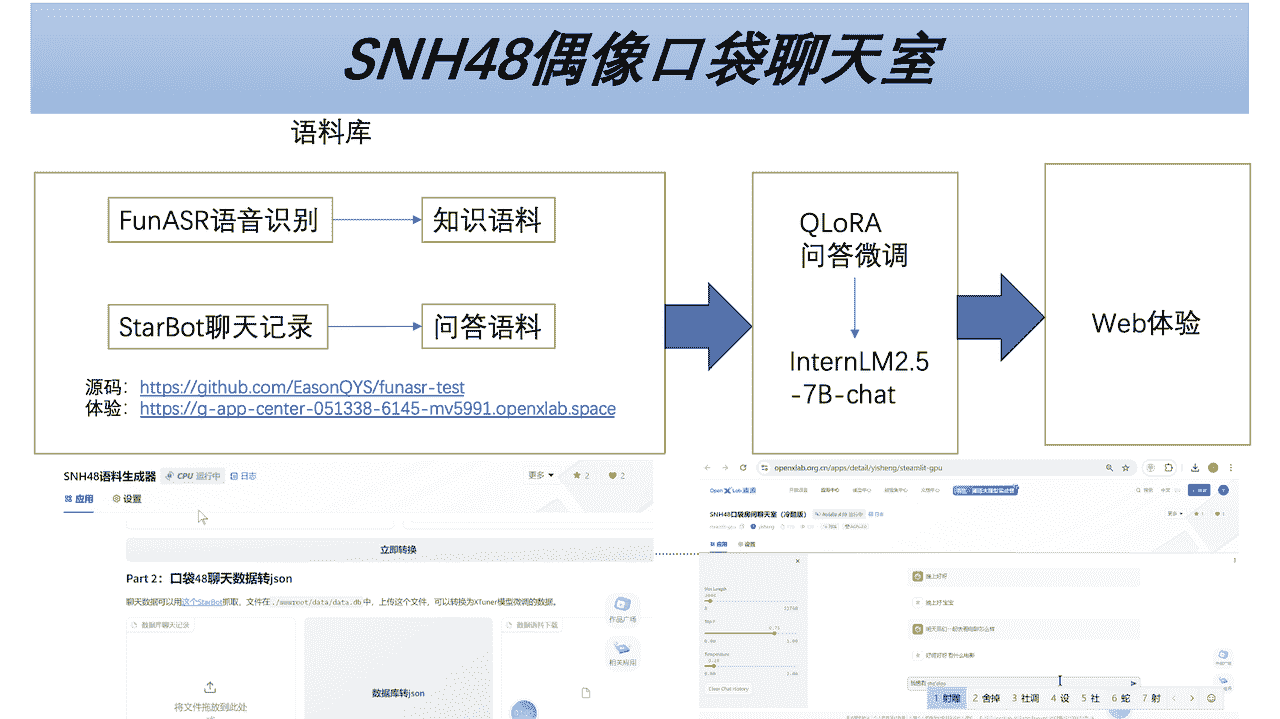 SNH48偶像口袋聊天室
语料库
FunASR语音识别
知识语料
StarBot聊天记录
问答语料
源码：https://github.com/EasonQYS/funasr-test
体验：https://g-app-center-051338-6145-mv5991.openxlab.space
QLoRA
问答微调
InternLM2.5
-7B-chat
Web体验
SNH48语料生成器 CPU 运行中 日志
更多 2 2
应用 设置
立即转换
Part 2：口袋48聊天数据转json
聊天数据可以用这个StarBot抓取，文件在./wwwroot/data/data.db中，上传这个文件，可以转换为XTuner模型微调的数据。
数据库聊天记录
数据语料下载
将文件拖放到此处
数据库转json
作品广场
相关应用
openxlab.org.cn/apps/detail/yisheng/steamlit-gpu
SNH48口袋房间聊天室（冷酷版）
更多
应用 设置
Top P
Temperature
Clear Chat History
晚上好呀
晚上好宝宝
1 射雕 2 舍掉 3 社调 4 设 5 社 6 蛇 7 射